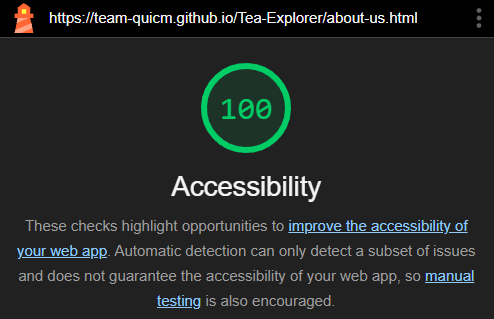 https://team-quicm.github.io/Tea-Explorer/about-us.html
100
Accessibility
These checks highlight opportunities to improve the accessibility of
your web app. Automatic detection can only detect a subset of issues
and does not guarantee the accessibility of your web app, so manual
testing is also encouraged.